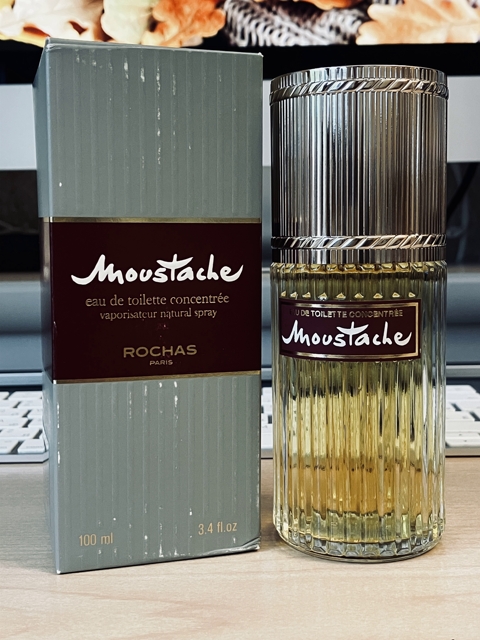 Moustache
eau de toilette concentrée
vaporisateur natural spray
ROCHAS
PARIS
100 ml
3.4 fl.oz
U DE TOILETTE CONCENTRÉE
Moustache